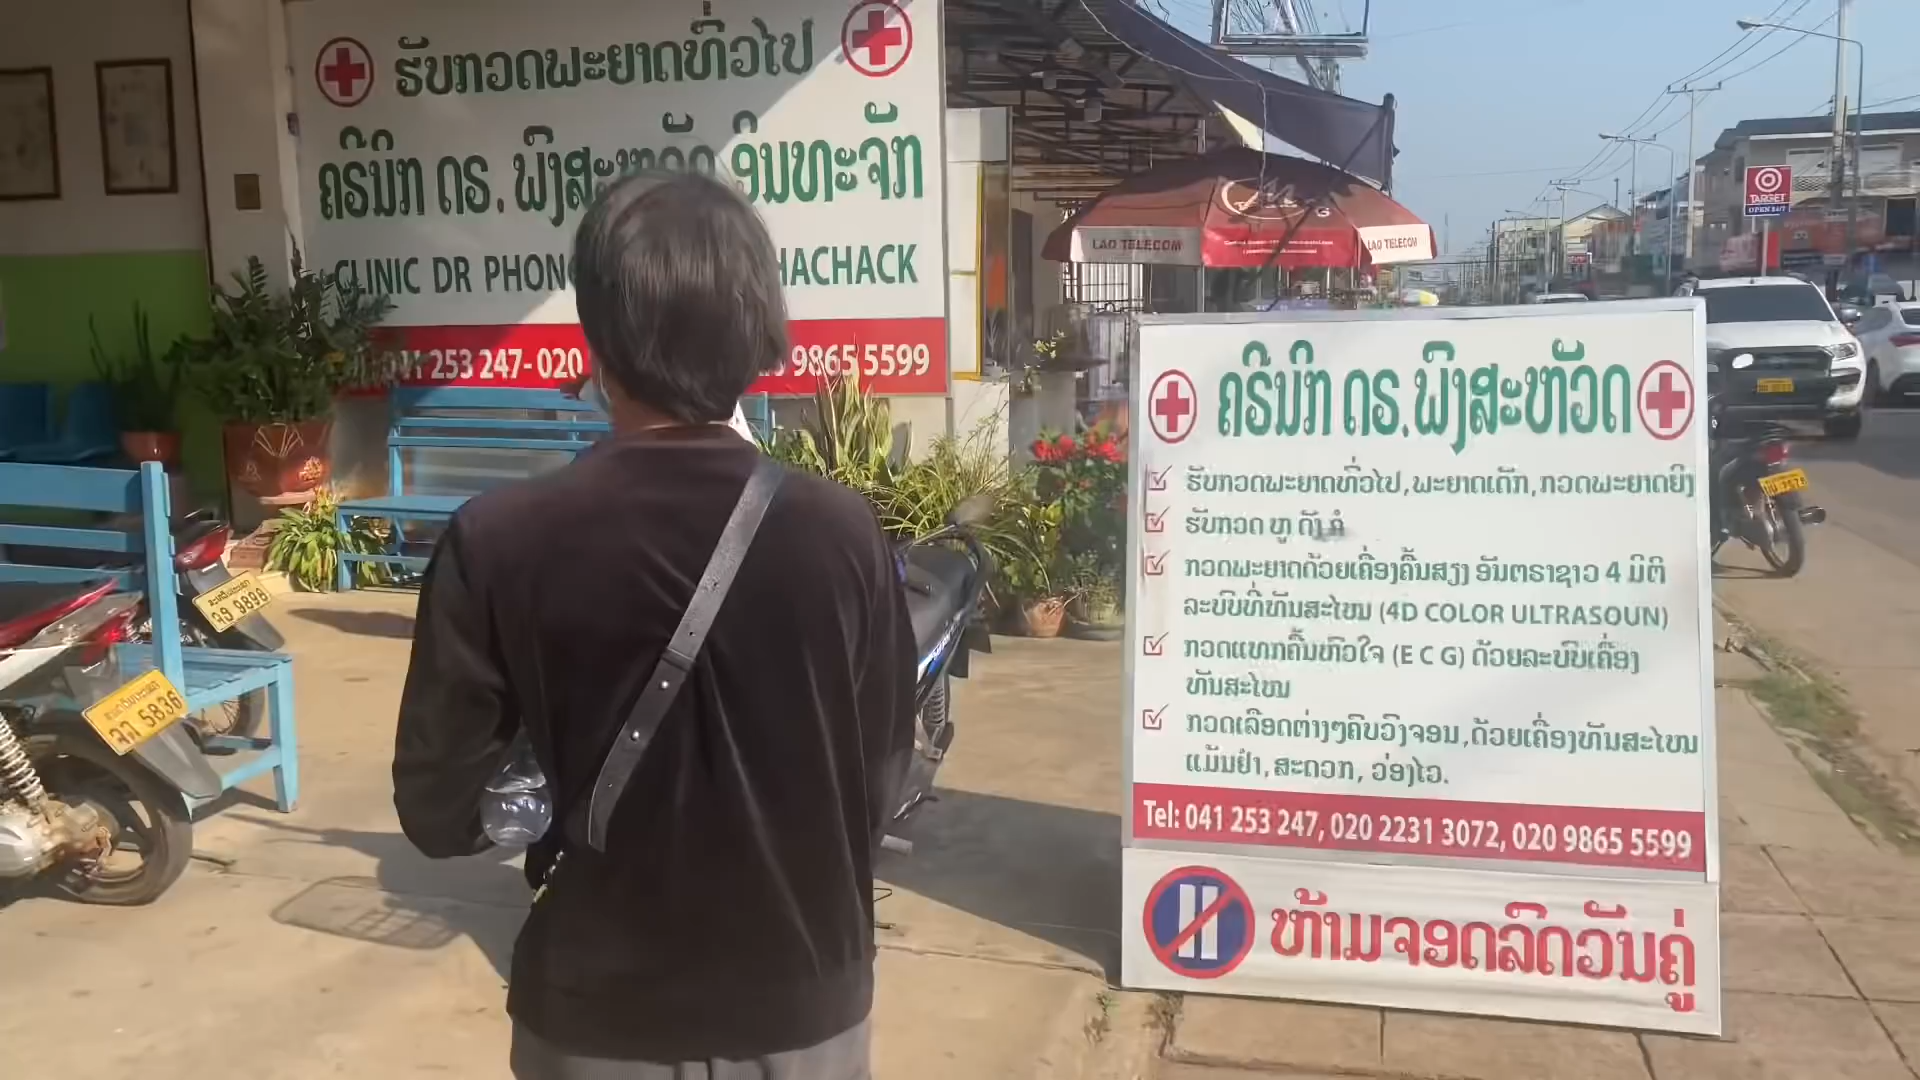 ຮັບກວດພະຍາດທົ່ວໄປ
ຄຣີນິກ ດຣ. ພົງສະຫວັດ ອິນທະຈັກ
CLINIC DR PHON HACHACK
041 253 247- 020 9865 5599
LAO TELECOM
LAO TELECOM
TARGET
OPEN 24/7
ຄຣີນິກ ດຣ.ພົງສະຫວັດ
ຮັບກວດພະຍາດທົ່ວໄປ,ພະຍາດເດັກ,ກວດພະຍາດຍິງ
ຮັບກວດ ຫູ ດັງ ຄໍ
ກວດພະຍາດດ້ວຍເຄື່ອງຄື້ນສຽງ ອັນຕຣາຊາວ 4 ມິຕິ
ລະບົບທີ່ທັນສະໄໝ (4D COLOR ULTRASOUN)
ກວດແທກຄື້ນຫົວໃຈ (E C G) ດ້ວຍລະບົບເຄື່ອງ
ທັນສະໄໝ
ກວດເລືອດຕ່າງໆຄົບວົງຈອນ,ດ້ວຍເຄື່ອງທັນສະໄໝ
ແມ້ນຢຳ,ສະດວກ, ວ່ອງໄວ.
Tel: 041 253 247, 020 2231 3072, 020 9865 5599
ຫ້າມຈອດລົດວັນຄູ່
ຈວ 9898
ຈວ 5836